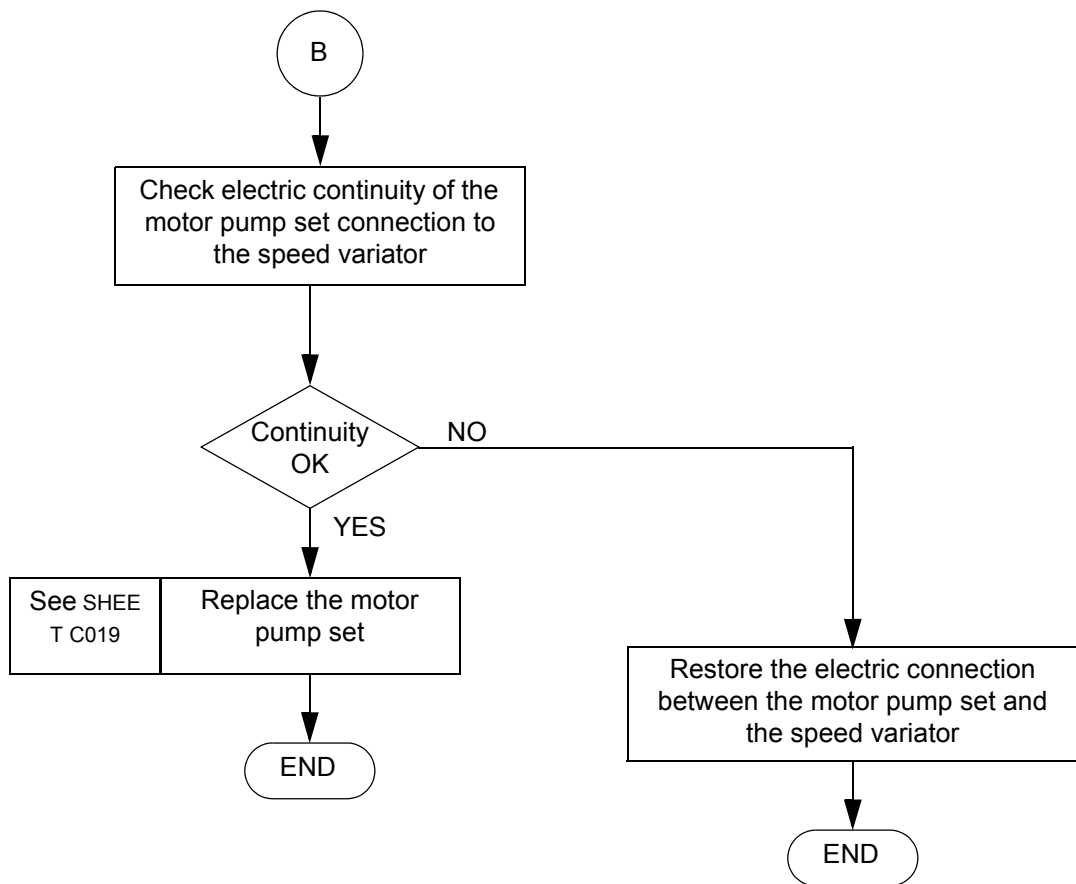 B
Check electric continuity of the
motor pump set connection to
the speed variator
Continuity
OK
NO
YES
See SHEE
T C019
Replace the motor
pump set
END
Restore the electric connection
between the motor pump set and
the speed variator
END